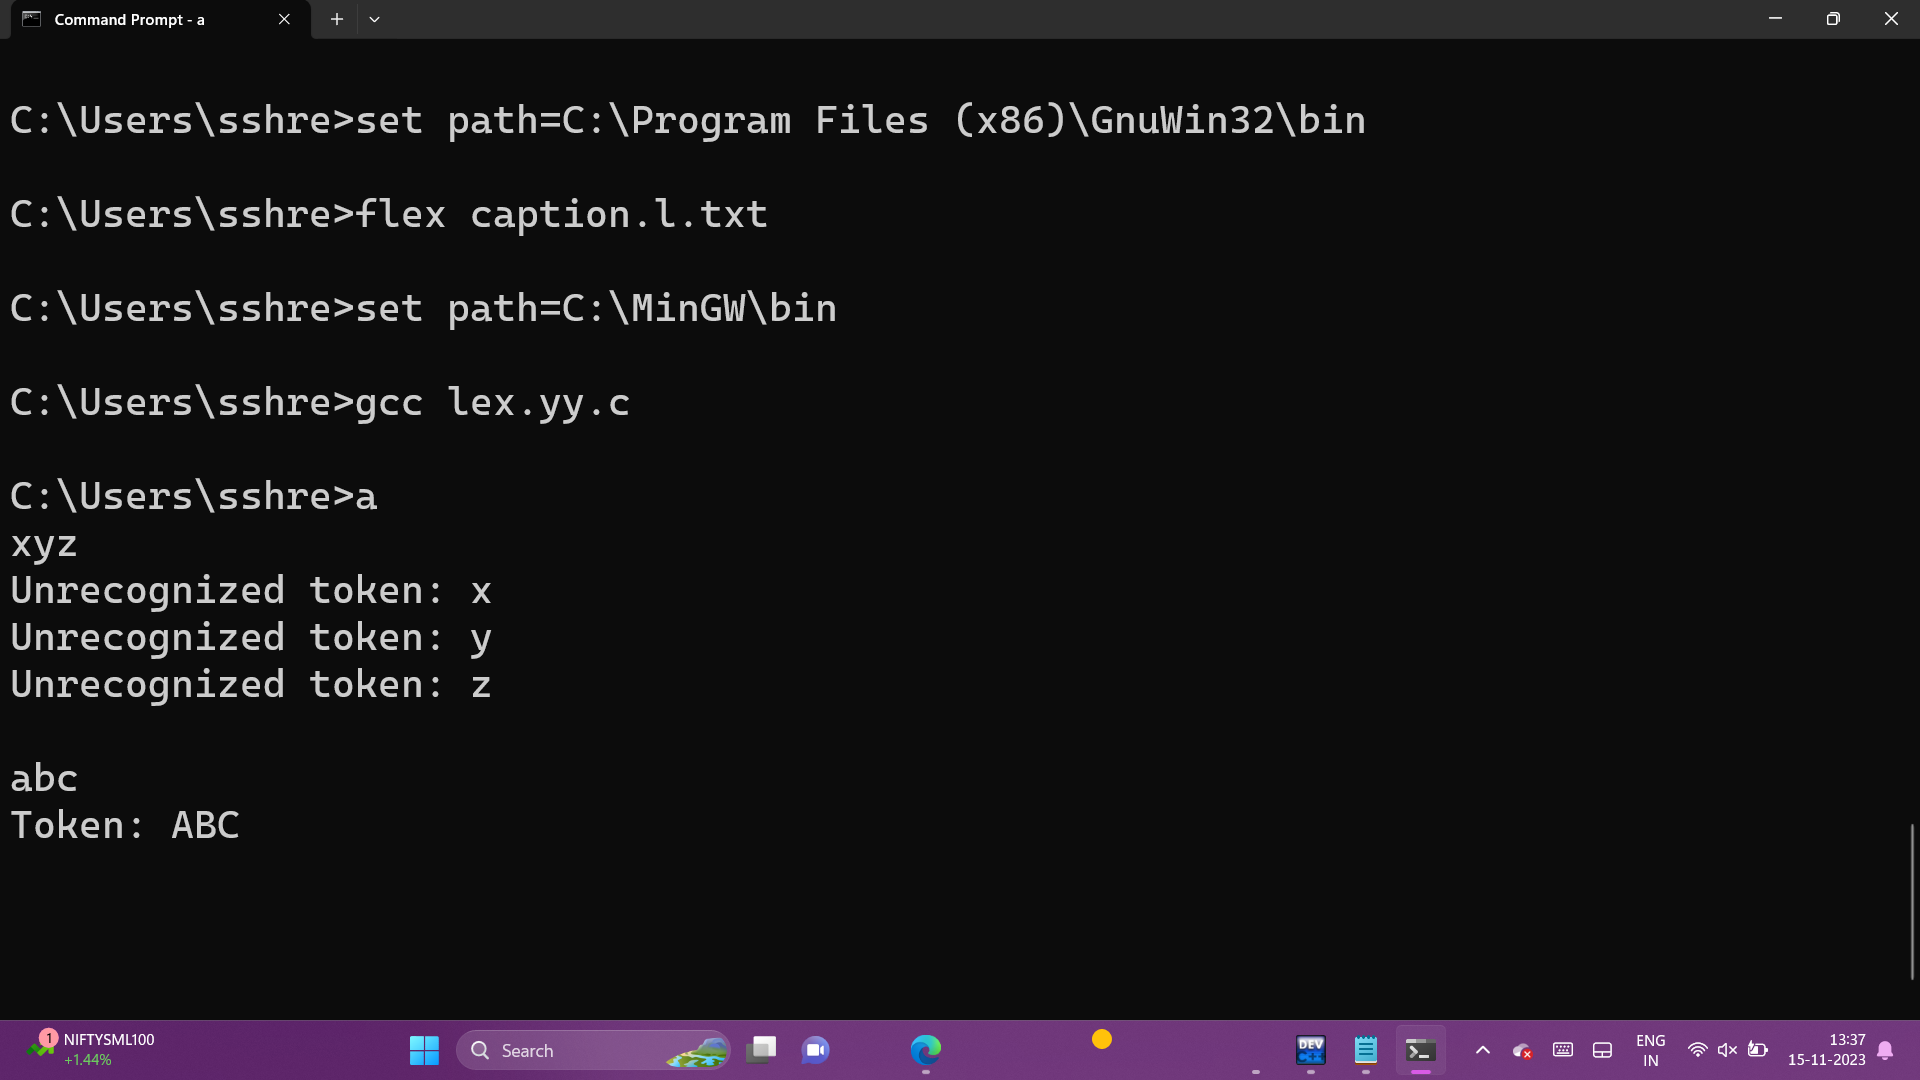 Command Prompt - a
C:\Users\sshre>set path=C:\Program Files (x86)\GnuWin32\bin
C:\Users\sshre>flex caption.l.txt
C:\Users\sshre>set path=C:\MinGW\bin
C:\Users\sshre>gcc lex.yy.c
C:\Users\sshre>a
xyz
Unrecognized token: x
Unrecognized token: y
Unrecognized token: z
abc
Token: ABC
1
NIFTYSML100
+1.44%
Search
DEV
ENG
IN
13:37
15-11-2023